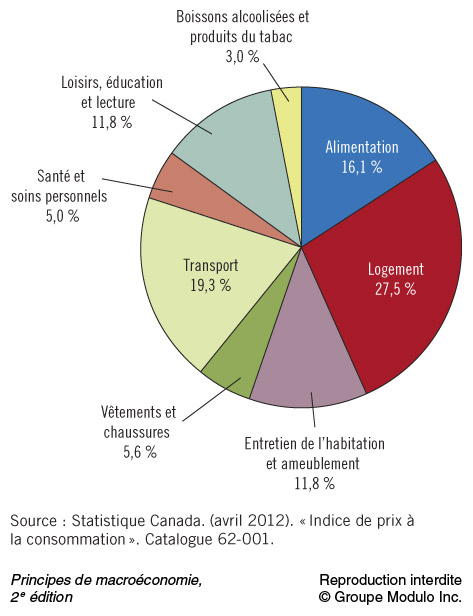 Boissons alcoolisées et
produits du tabac
3,0 %
Loisirs, éducation
et lecture
11,8 %
Alimentation
16,1 %
Santé et
soins personnels
5,0 %
Transport
19,3 %
Logement
27,5 %
Vêtements et
chaussures
5,6 %
Entretien de l’habitation
et ameublement
11,8 %
Source : Statistique Canada. (avril 2012). « Indice de prix à
la consommation ». Catalogue 62-001.
Principes de macroéconomie,
2e édition
Reproduction interdite
© Groupe Modulo Inc.